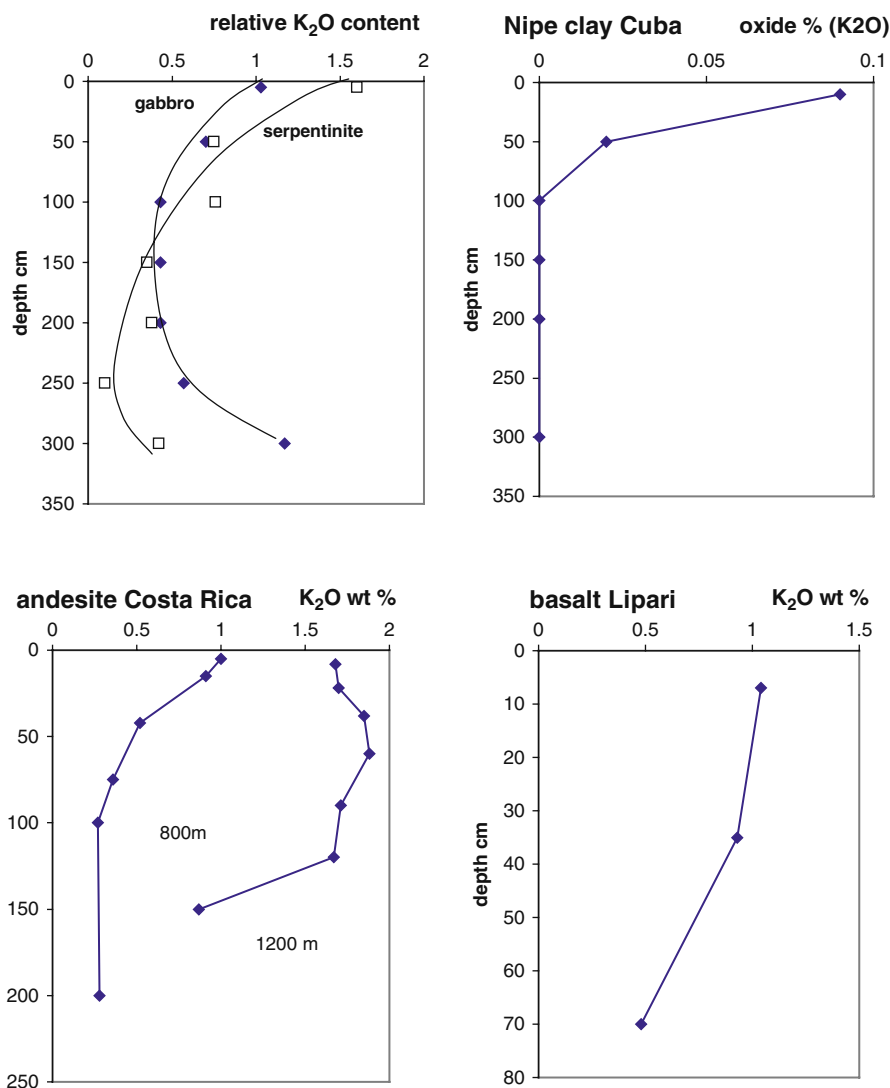 relative K₂O content
0 0.5 1 1.5 2
gabbro
serpentinite
depth cm
0
50
100
150
200
250
300
350
Nipe clay Cuba oxide % (K2O)
0 0.05 0.1
depth cm
0
50
100
150
200
250
300
350
andesite Costa Rica K₂O wt %
0 0.5 1 1.5 2
0
50
100
150
200
250
800m
1200 m
basalt Lipari K₂O wt %
0 0.5 1 1.5
depth cm
0
10
20
30
40
50
60
70
80